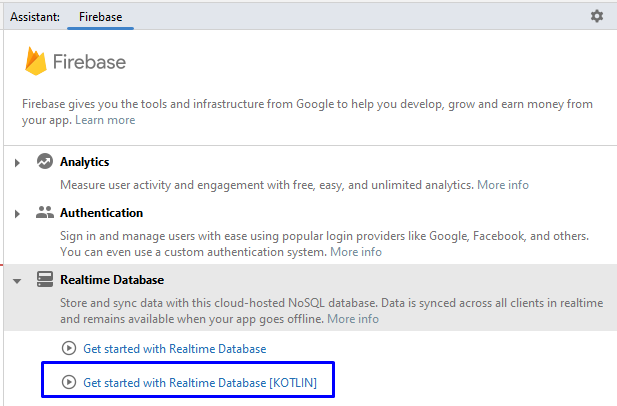 Assistant: Firebase
Firebase
Firebase gives you the tools and infrastructure from Google to help you develop, grow and earn money from
your app. Learn more
Analytics
Measure user activity and engagement with free, easy, and unlimited analytics. More info
Authentication
Sign in and manage users with ease using popular login providers like Google, Facebook, and others.
You can even use a custom authentication system. More info
Realtime Database
Store and sync data with this cloud-hosted NoSQL database. Data is synced across all clients in realtime
and remains available when your app goes offline. More info
Get started with Realtime Database
Get started with Realtime Database [KOTLIN]